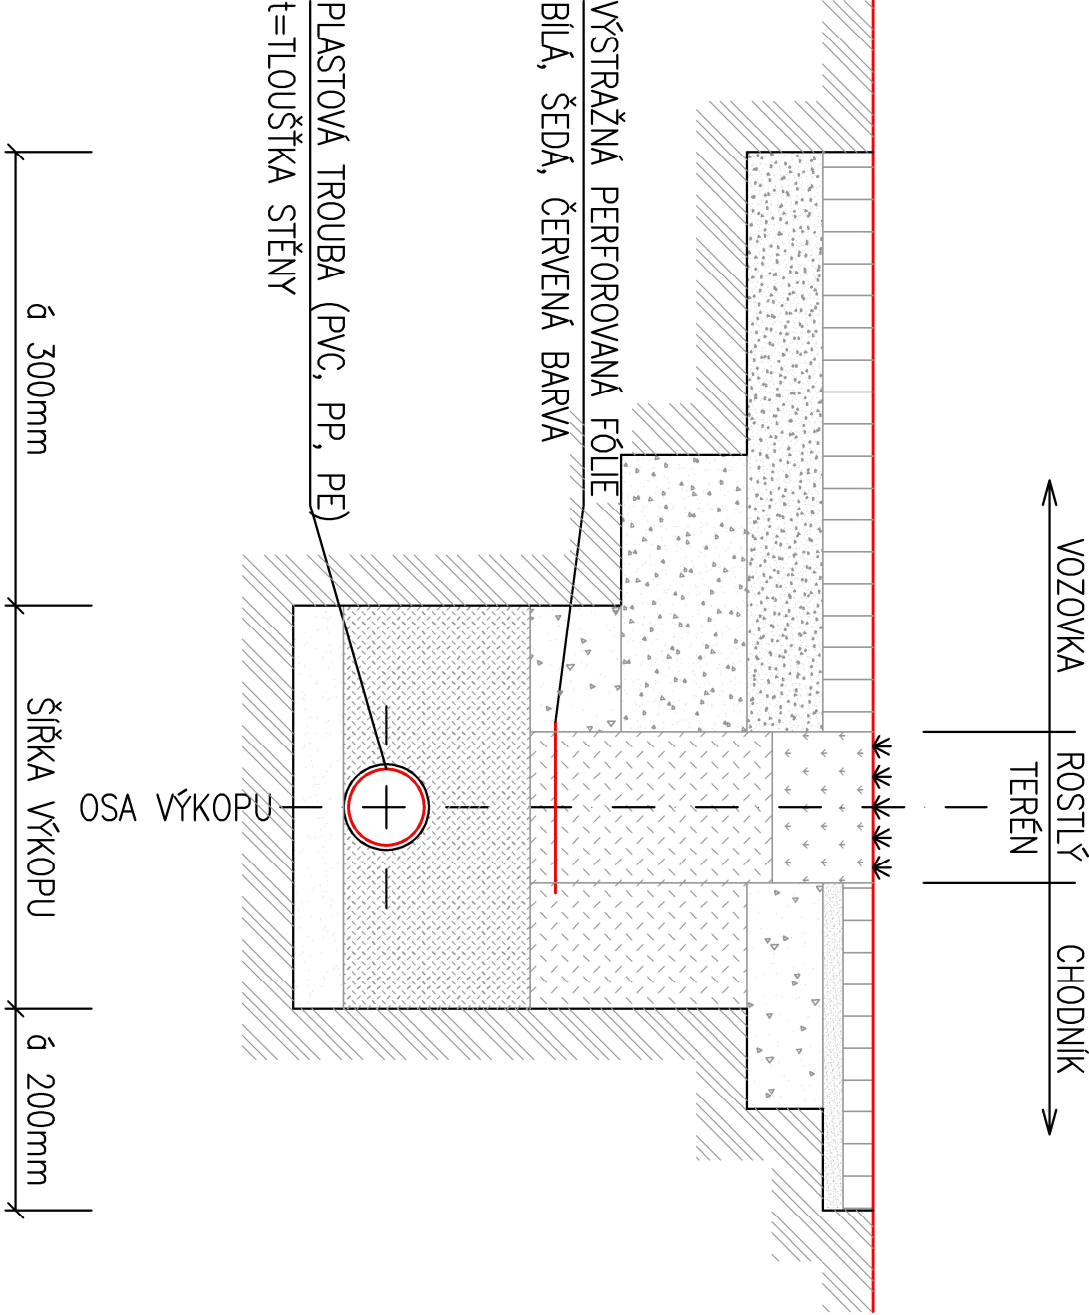 VOZOVKA
ROSTLÝ
TERÉN
CHODNÍK
VÝSTRAŽNÁ PERFOROVANÁ FÓLIE
BÍLÁ, ŠEDÁ, ČERVENÁ BARVA
PLASTOVÁ TROUBA (PVC, PP, PE)
t=TLOUŠŤKA STĚNY
OSA VÝKOPU
á 300mm
ŠÍŘKA VÝKOPU
á 200mm